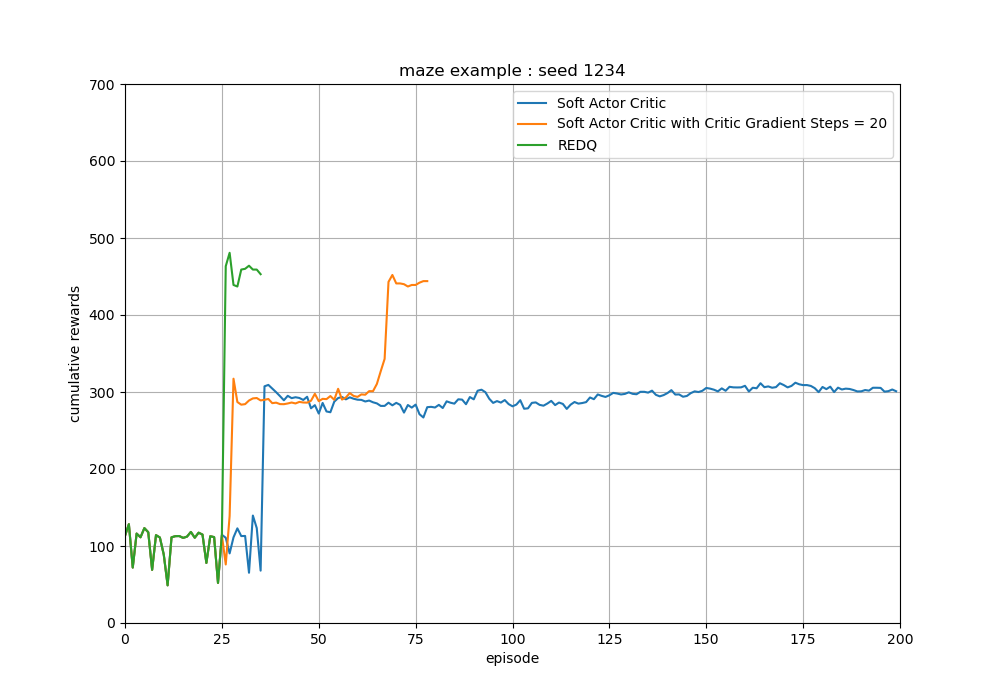 maze example : seed 1234
700
600
500
400
300
200
100
0
cumulative rewards
Soft Actor Critic
Soft Actor Critic with Critic Gradient Steps = 20
REDQ
0 25 50 75 100 125 150 175 200
episode